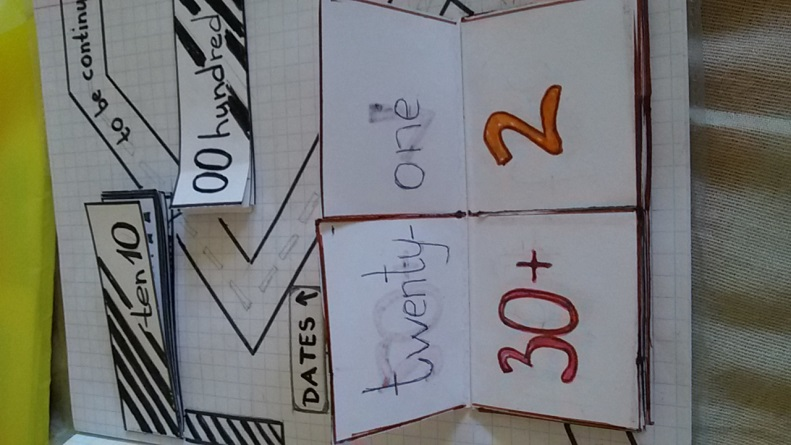 to be continu
00 hundred
ten 10
DATES
twenty-
one
30+
2